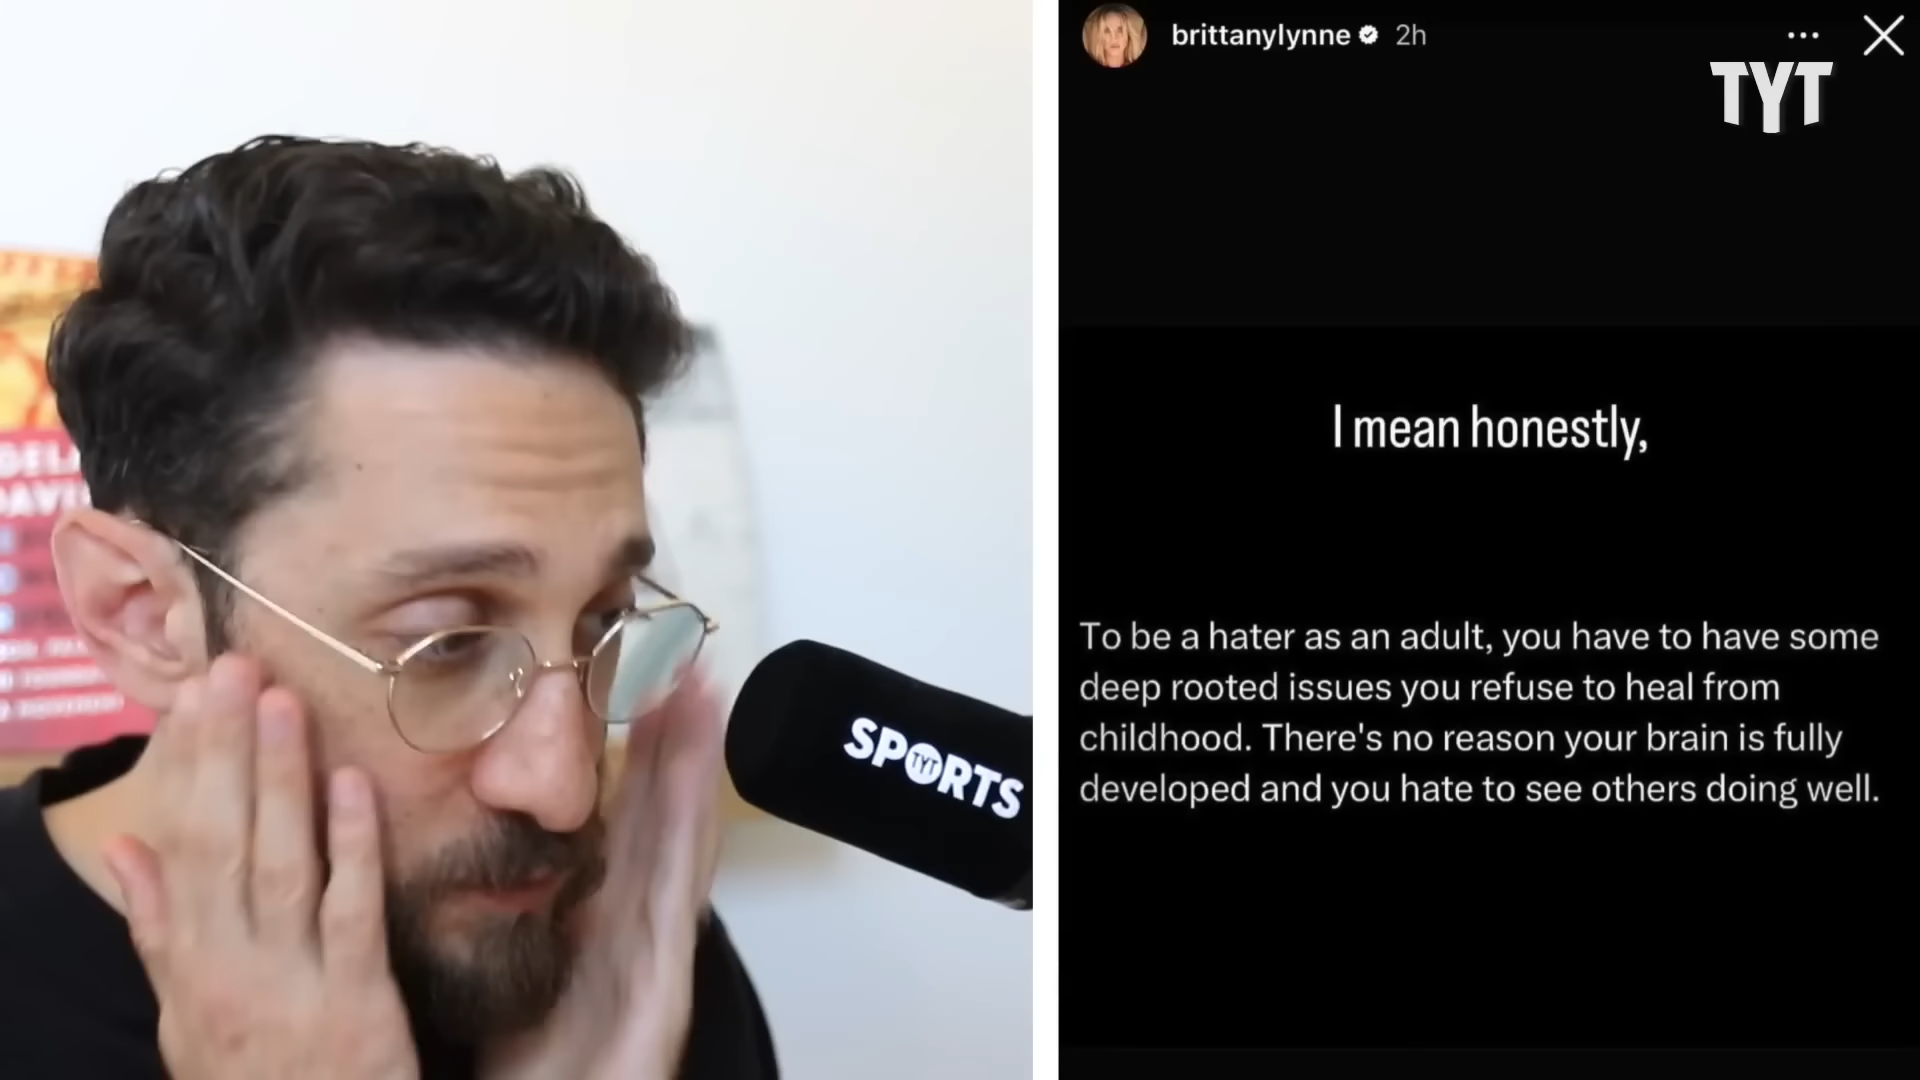 brittanylynne 2h
TYT
I mean honestly,
To be a hater as an adult, you have to have some
deep rooted issues you refuse to heal from
childhood. There's no reason your brain is fully
developed and you hate to see others doing well.
SPORTS
TYT